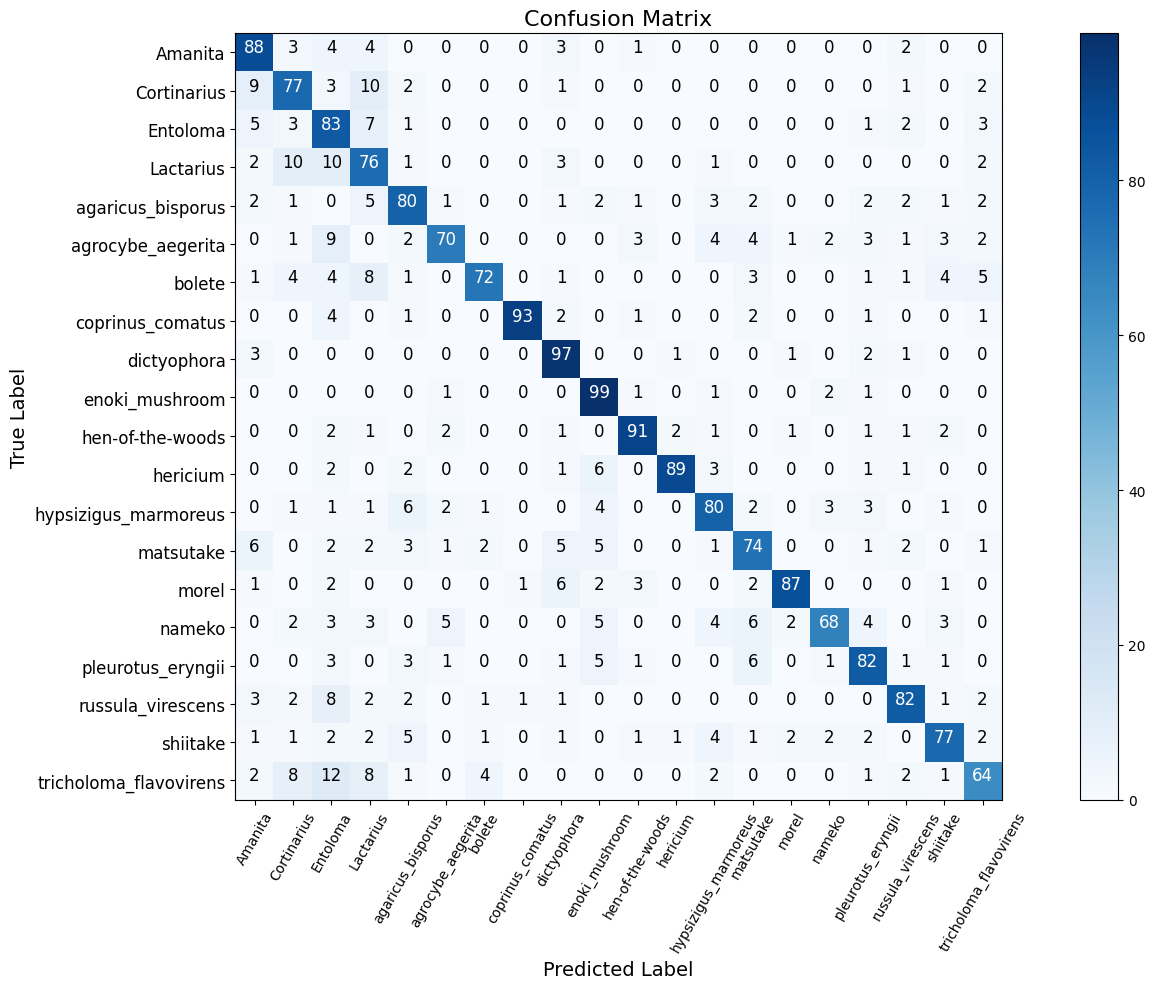 Confusion Matrix
Amanita 88 3 4 4 0 0 0 0 3 0 1 0 0 0 0 0 0 2 0 0
Cortinarius 9 77 3 10 2 0 0 0 1 0 0 0 0 0 0 0 0 1 0 2
Entoloma 5 3 83 7 1 0 0 0 0 0 0 0 0 0 0 0 1 2 0 3
Lactarius 2 10 10 76 1 0 0 0 3 0 0 0 1 0 0 0 0 0 0 2
agaricus_bisporus 2 1 0 5 80 1 0 0 1 2 1 0 3 2 0 0 2 2 1 2
agrocybe_aegerita 0 1 9 0 2 70 0 0 0 0 3 0 4 4 1 2 3 1 3 2
bolete 1 4 4 8 1 0 72 0 1 0 0 0 0 3 0 0 1 1 4 5
coprinus_comatus 0 0 4 0 1 0 0 93 2 0 1 0 0 2 0 0 1 0 0 1
dictyophora 3 0 0 0 0 0 0 0 97 0 0 1 0 0 1 0 2 1 0 0
enoki_mushroom 0 0 0 0 0 1 0 0 0 99 1 0 1 0 0 2 1 0 0 0
hen-of-the-woods 0 0 2 1 0 2 0 0 1 0 91 2 1 0 1 0 1 1 2 0
hericium 0 0 2 0 2 0 0 0 1 6 0 89 3 0 0 0 1 1 0 0
hypsizigus_marmoreus 0 1 1 1 6 2 1 0 0 4 0 0 80 2 0 3 3 0 1 0
matsutake 6 0 2 2 3 1 2 0 5 5 0 0 1 74 0 0 1 2 0 1
morel 1 0 2 0 0 0 0 1 6 2 3 0 0 2 87 0 0 0 1 0
nameko 0 2 3 3 0 5 0 0 0 5 0 0 4 6 2 68 4 0 3 0
pleurotus_eryngii 0 0 3 0 3 1 0 0 1 5 1 0 0 6 0 1 82 1 1 0
russula_virescens 3 2 8 2 2 0 1 1 1 0 0 0 0 0 0 0 0 82 1 2
shiitake 1 1 2 2 5 0 1 0 1 0 1 1 4 1 2 2 2 0 77 2
tricholoma_flavovirens 2 8 12 8 1 0 4 0 0 0 0 0 2 0 0 0 1 2 1 64
True Label
Amanita
Cortinarius
Entoloma
Lactarius
agaricus_bisporus
agrocybe_aegerita
bolete
coprinus_comatus
dictyophora
enoki_mushroom
hen-of-the-woods
hericium
hypsizigus_marmoreus
matsutake
morel
nameko
pleurotus_eryngii
russula_virescens
shiitake
tricholoma_flavovirens
Predicted Label
80
60
40
20
0